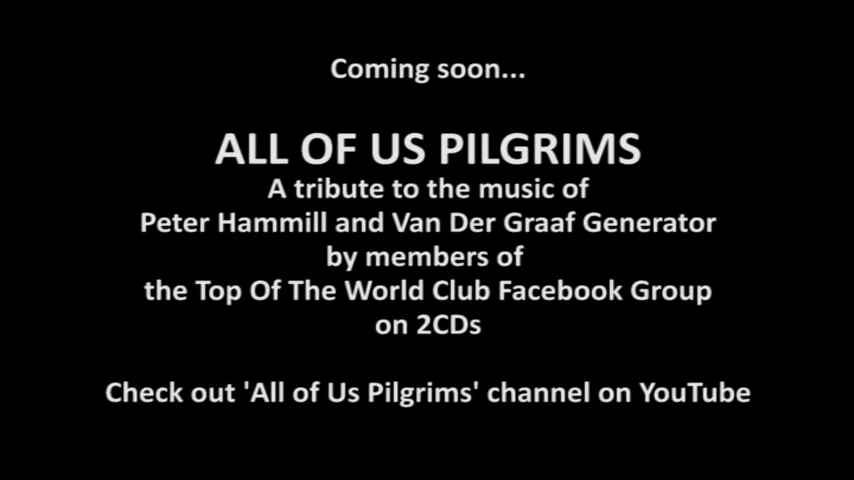 Coming soon...
ALL OF US PILGRIMS
A tribute to the music of
Peter Hammill and Van Der Graaf Generator
by members of
the Top Of The World Club Facebook Group
on 2CDs
Check out 'All of Us Pilgrims' channel on YouTube